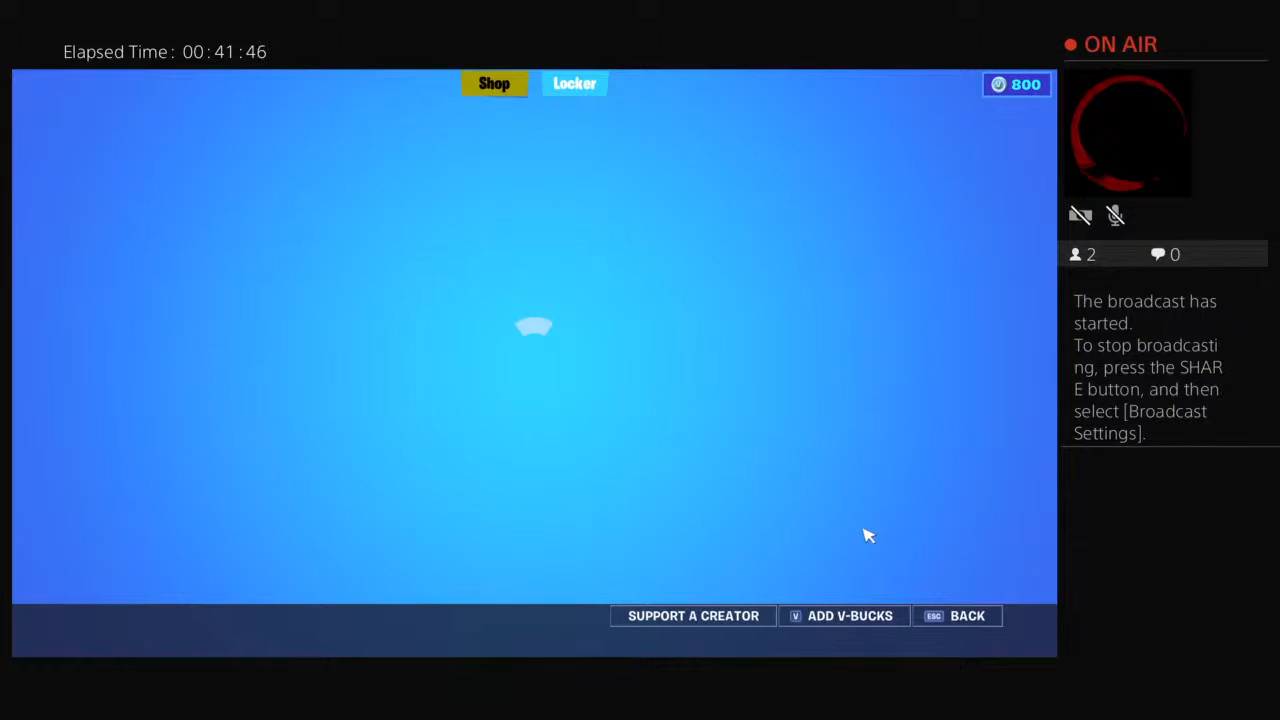 Elapsed Time: 00:41:46
ON AIR
Shop
Locker
800
2
0
The broadcast has
started.
To stop broadcasti
ng, press the SHAR
E button, and then
select [Broadcast
Settings].
SUPPORT A CREATOR
V ADD V-BUCKS
ESC BACK